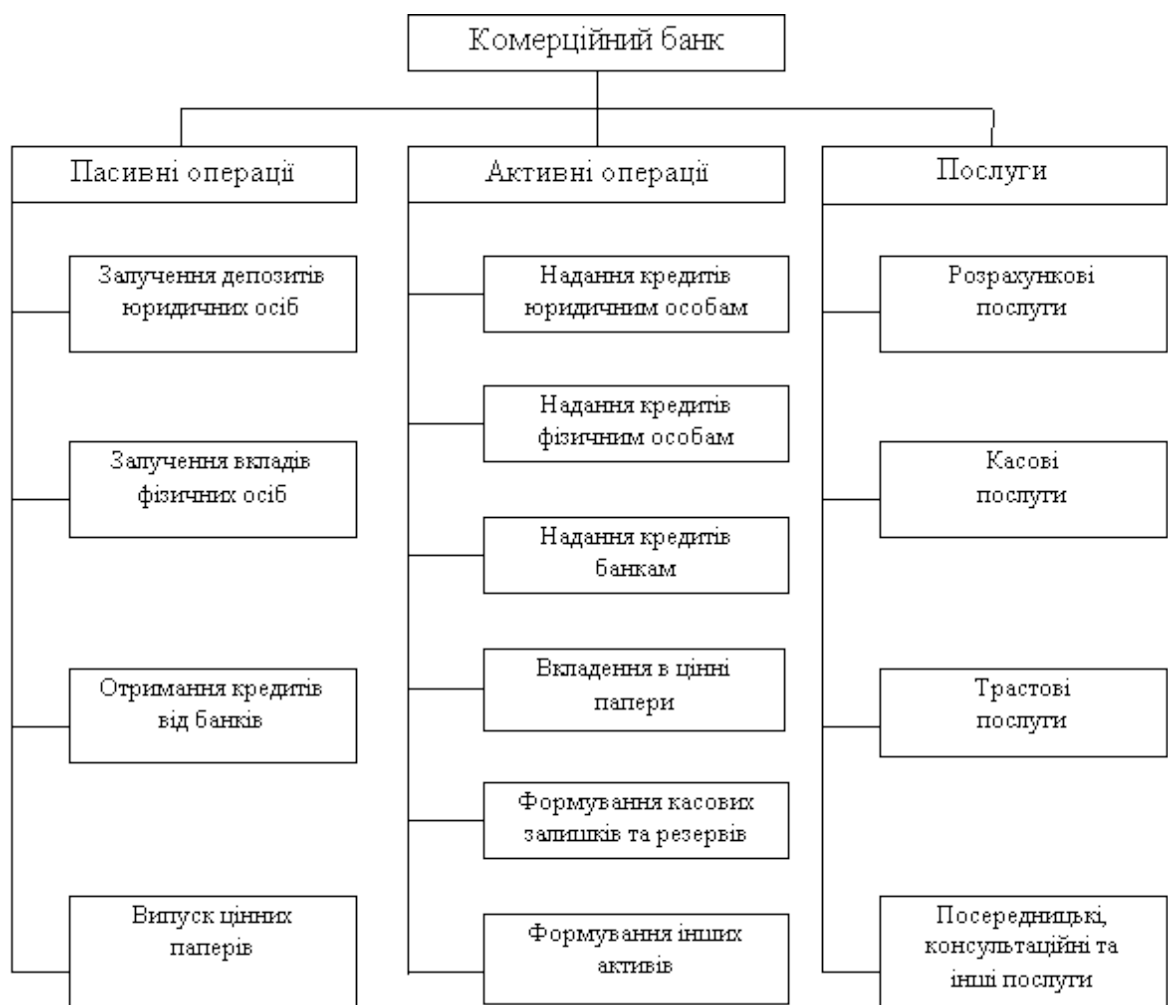 Комерційний банк
Пасивні операції
Залучення депозитів
юридичних осіб
Залучення вкладів
фізичних осіб
Отримання кредитів
від банків
Випуск цінних
паперів
Активні операції
Надання кредитів
юридичним особам
Надання кредитів
фізичним особам
Надання кредитів
банкам
Вкладення в цінні
папери
Формування касових
залишків та резервів
Формування інших
активів
Послуги
Розрахункові
послуги
Касові
послуги
Трастові
послуги
Посередницькі,
консультаційні та
інші послуги